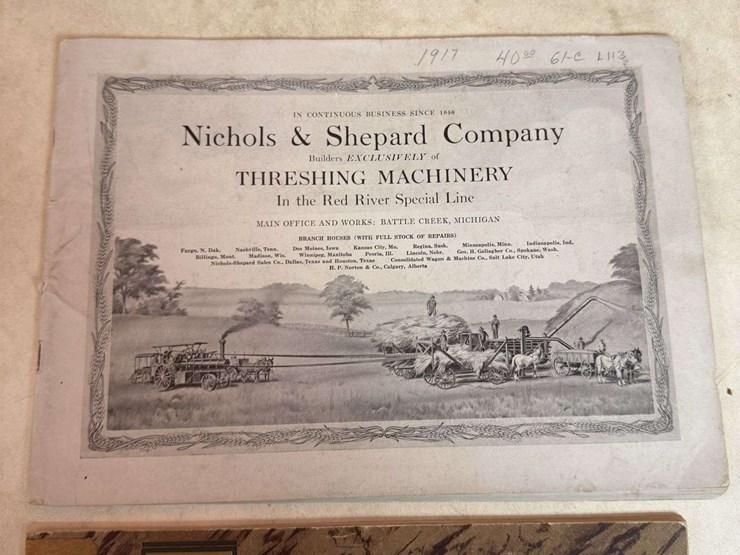 1917 40⁰⁰ 61-C L113
IN CONTINUOUS BUSINESS SINCE 1848
Nichols & Shepard Company
Builders EXCLUSIVELY of
THRESHING MACHINERY
In the Red River Special Line
MAIN OFFICE AND WORKS: BATTLE CREEK, MICHIGAN
BRANCH HOUSES (WITH FULL STOCK OF REPAIRS)
Fargo, N. Dak. Nashville, Tenn. Des Moines, Iowa Kansas City, Mo. Regina, Sask. Minneapolis, Minn. Indianapolis, Ind.
Billings, Mont. Madison, Wis. Winnipeg, Manitoba Peoria, Ill. Lincoln, Nebr. Geo. H. Gallagher Co., Spokane, Wash.
Nichols-Shepard Sales Co., Dallas, Texas and Houston, Texas Consolidated Wagon & Machine Co., Salt Lake City, Utah
H. P. Norton & Co., Calgary, Alberta